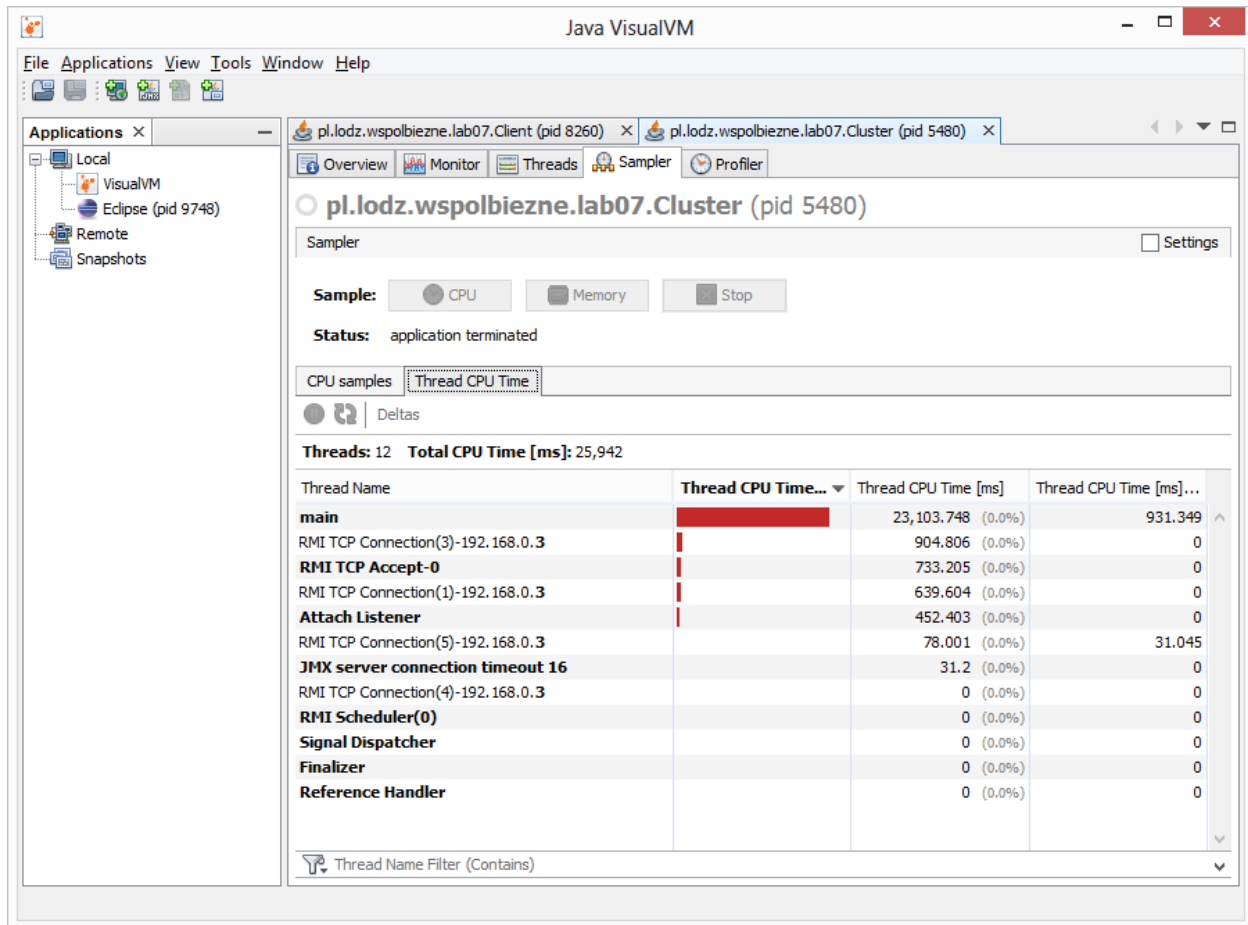 Java VisualVM
File Applications View Tools Window Help
Applications
pl.lodz.wspolbiezne.lab07.Client (pid 8260) pl.lodz.wspolbiezne.lab07.Cluster (pid 5480)
Local
VisualVM
Eclipse (pid 9748)
Remote
Snapshots
Overview Monitor Threads Sampler Profiler
pl.lodz.wspolbiezne.lab07.Cluster (pid 5480)
Sampler Settings
Sample: CPU Memory Stop
Status: application terminated
CPU samples Thread CPU Time
Deltas
Threads: 12 Total CPU Time [ms]: 25,942
Thread Name Thread CPU Time... Thread CPU Time [ms] Thread CPU Time [ms]...
main 23,103.748 (0.0%) 931.349
RMI TCP Connection(3)-192.168.0.3 904.806 (0.0%) 0
RMI TCP Accept-0 733.205 (0.0%) 0
RMI TCP Connection(1)-192.168.0.3 639.604 (0.0%) 0
Attach Listener 452.403 (0.0%) 0
RMI TCP Connection(5)-192.168.0.3 78.001 (0.0%) 31.045
JMX server connection timeout 16 31.2 (0.0%) 0
RMI TCP Connection(4)-192.168.0.3 0 (0.0%) 0
RMI Scheduler(0) 0 (0.0%) 0
Signal Dispatcher 0 (0.0%) 0
Finalizer 0 (0.0%) 0
Reference Handler 0 (0.0%) 0
Thread Name Filter (Contains)